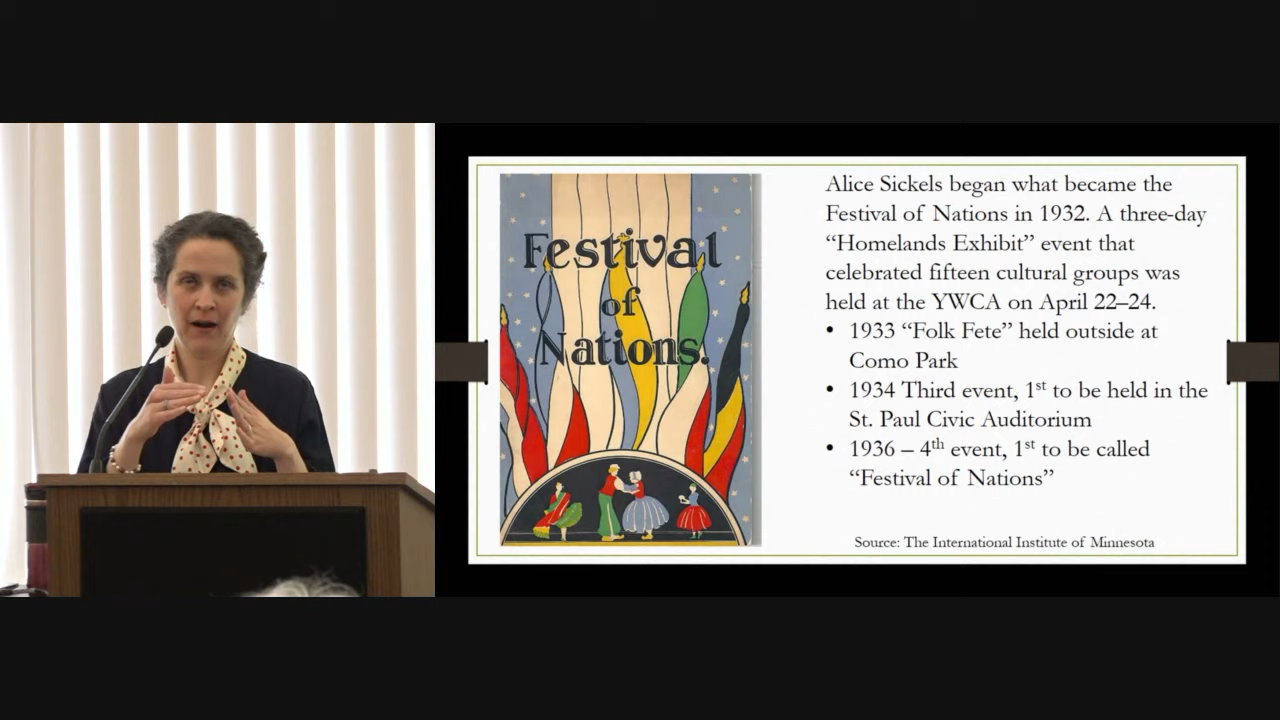 Festival
of
Nations.
Alice Sickels began what became the
Festival of Nations in 1932. A three-day
“Homelands Exhibit” event that
celebrated fifteen cultural groups was
held at the YWCA on April 22–24.
• 1933 “Folk Fete” held outside at
Como Park
• 1934 Third event, 1st to be held in the
St. Paul Civic Auditorium
• 1936 – 4th event, 1st to be called
“Festival of Nations”
Source: The International Institute of Minnesota